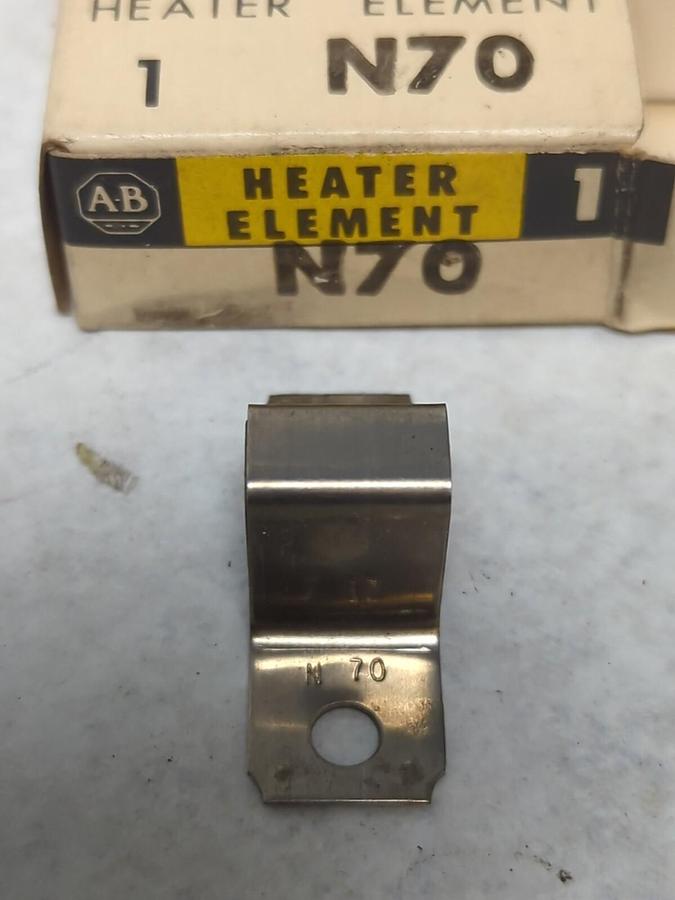 HEATER ELEMENT
1 N70
A-B HEATER 1
ELEMENT
N70
N 70